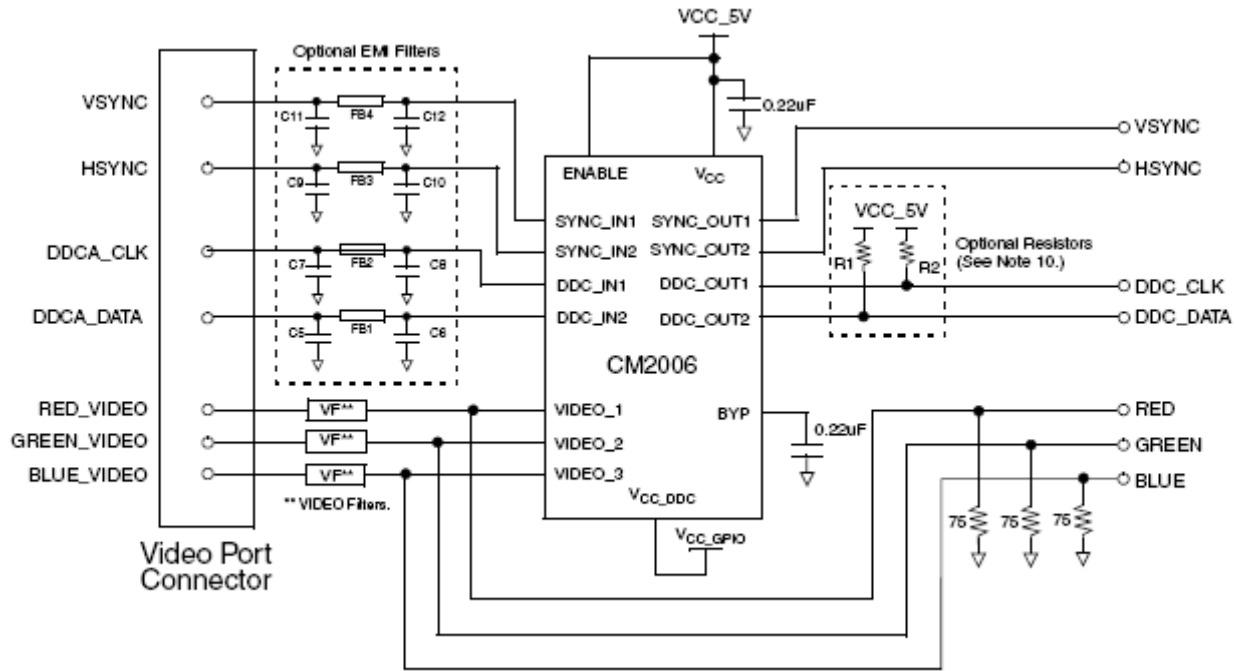 VCC_5V
Optional EMI Filters
VSYNC
C11
FB4
C12
0.22uF
VSYNC
HSYNC
C9
FB3
C10
ENABLE
VCC
HSYNC
SYNC_IN1
SYNC_OUT1
VCC_5V
SYNC_IN2
SYNC_OUT2
R1
R2
Optional Resistors
(See Note 10.)
DDCA_CLK
C7
FB2
C8
DDC_IN1
DDC_OUT1
DDC_CLK
DDCA_DATA
C5
FB1
C6
DDC_IN2
DDC_OUT2
DDC_DATA
CM2006
RED_VIDEO
VF**
VIDEO_1
BYP
RED
GREEN_VIDEO
VF**
VIDEO_2
0.22uF
GREEN
BLUE_VIDEO
VF**
VIDEO_3
BLUE
** VIDEO Filters.
VCC_DDC
75
75
75
VCC_GPIO
Video Port
Connector